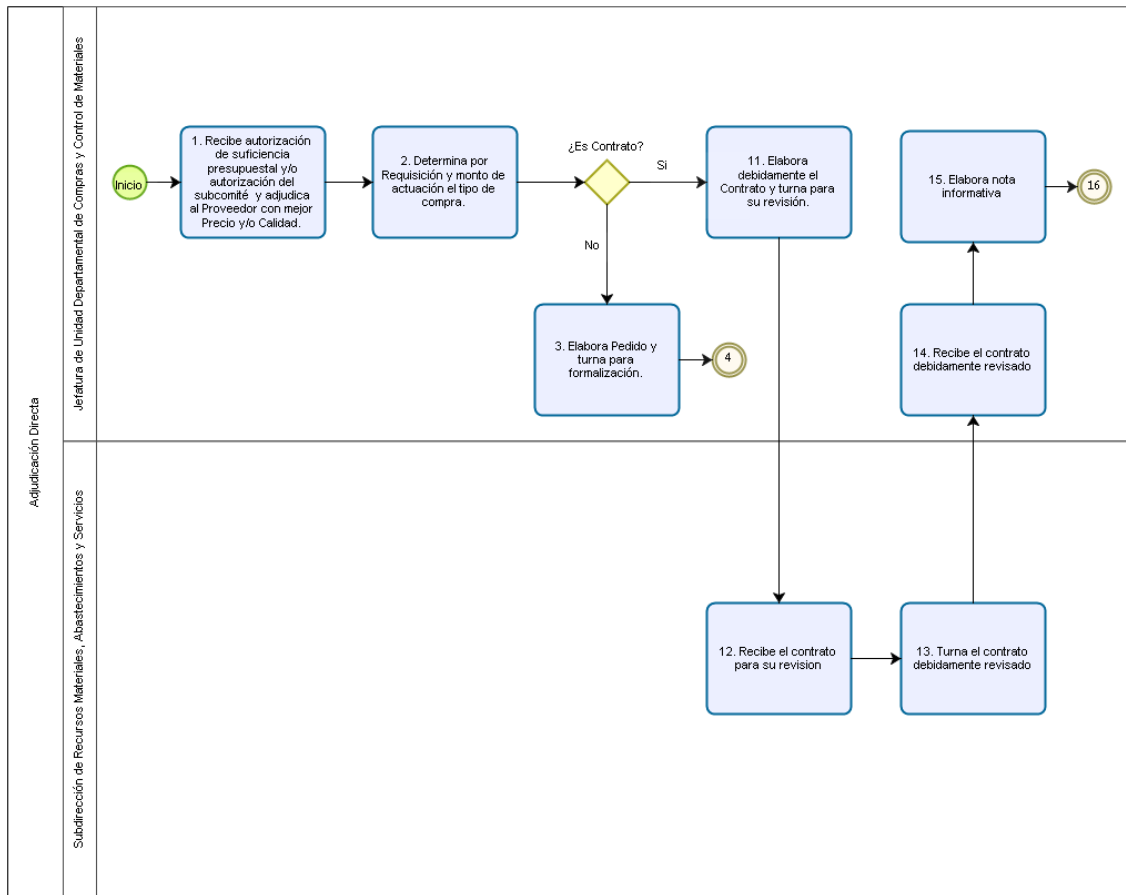 Adjudicación Directa
Jefatura de Unidad Departamental de Compras y Control de Materiales
Inicio
1. Recibe autorización
de suficiencia
presupuestal y/o
autorización del
subcomité y adjudica
al Proveedor con mejor
Precio y/o Calidad.
2. Determina por
Requisición y monto de
actuación el tipo de
compra.
¿Es Contrato?
Si
No
11. Elabora
debidamente el
Contrato y turna para
su revisión.
15. Elabora nota
informativa
16
3. Elabora Pedido y
turna para
formalización.
4
14. Recibe el contrato
debidamente revisado
Subdirección de Recursos Materiales, Abastecimientos y Servicios
12. Recibe el contrato
para su revision
13. Turna el contrato
debidamente revisado